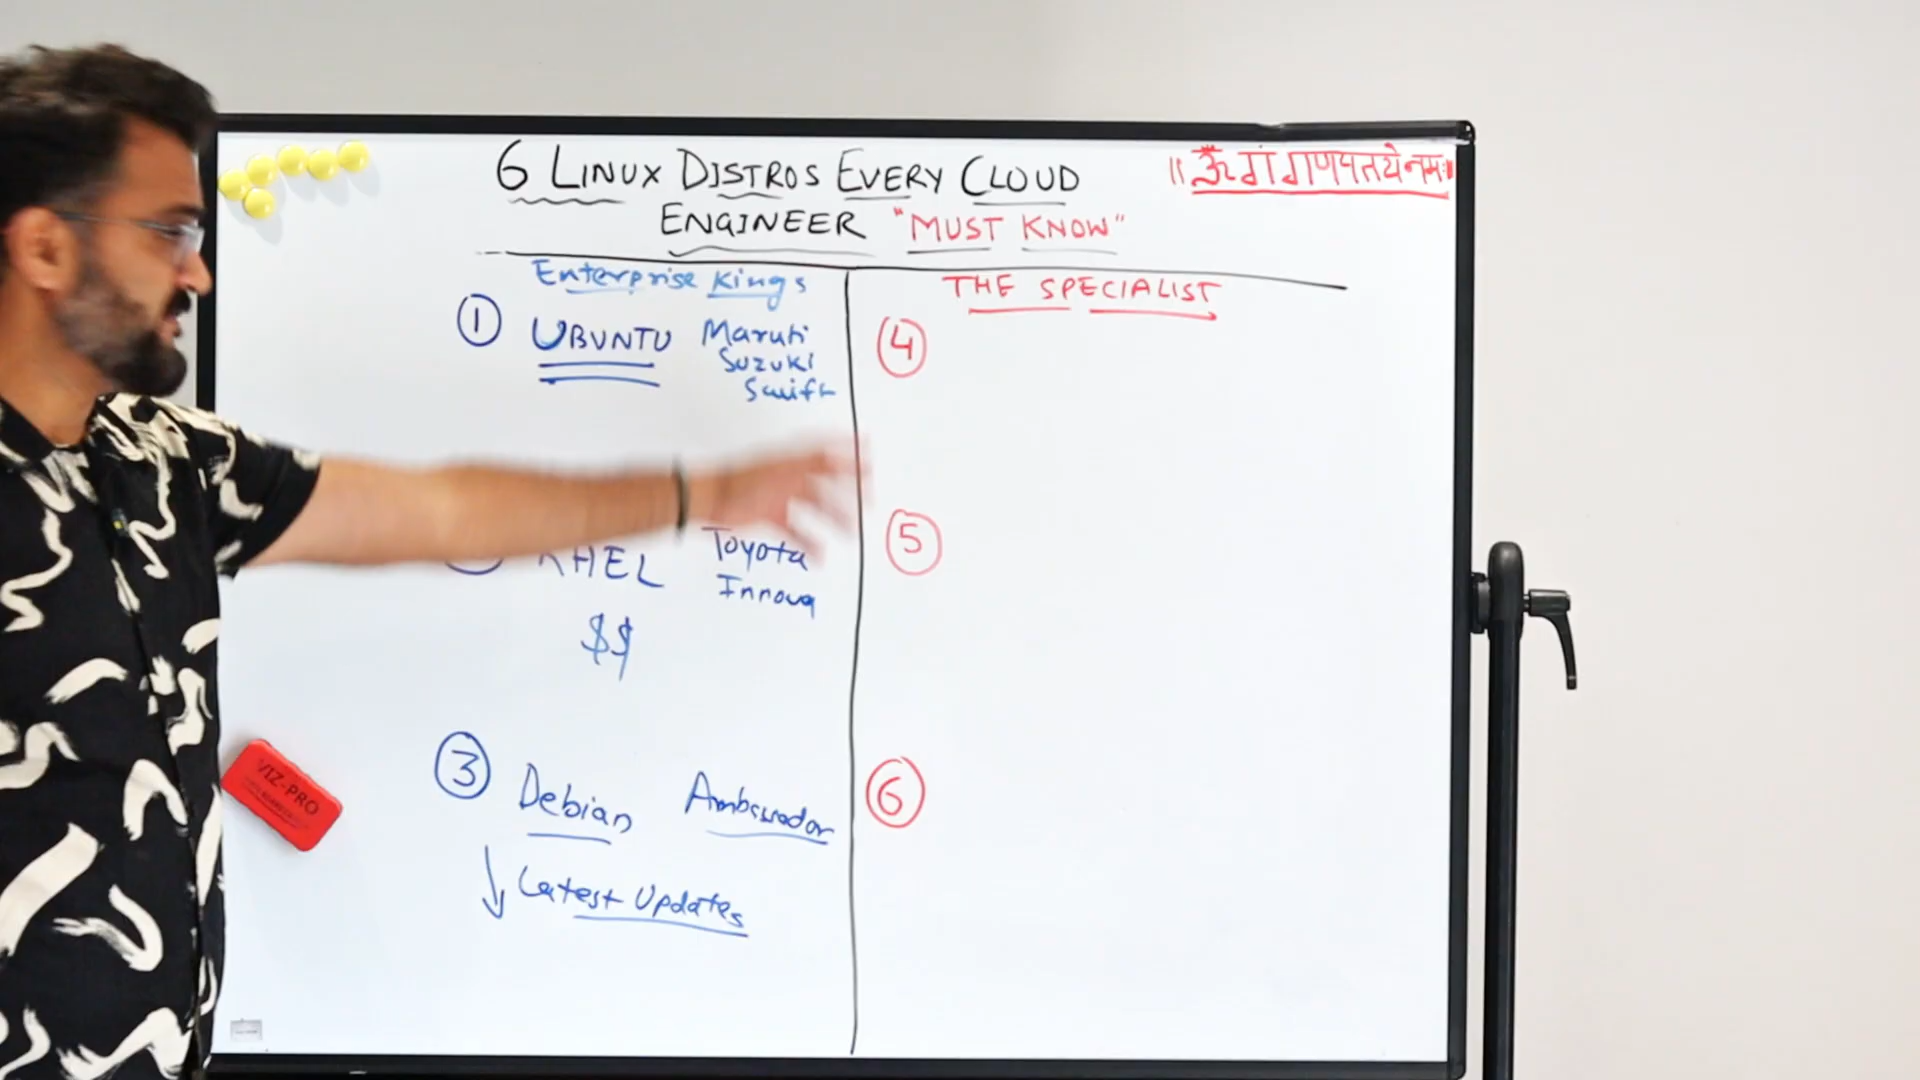 6 LINUX DISTROS EVERY CLOUD
ENGINEER "MUST KNOW"
॥ ॐ गं गणपतये नमः॥
Enterprise Kings
① UBUNTU Maruti
Suzuki
Swift
RHEL Toyota
Innova
$$
③ Debian Ambassador
↓ Latest Updates
THE SPECIALIST
④
⑤
⑥
VIZ-PRO